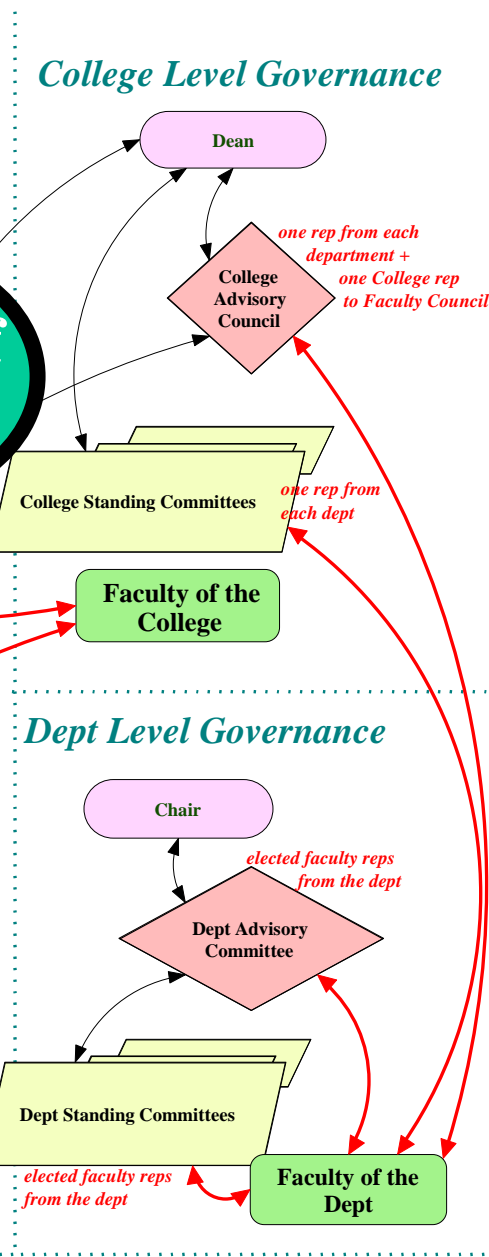 College Level Governance
Dean
one rep from each
department +
one College rep
to Faculty Council
College
Advisory
Council
College Standing Committees
one rep from
each dept
Faculty of the
College
Dept Level Governance
Chair
elected faculty reps
from the dept
Dept Advisory
Committee
Dept Standing Committees
elected faculty reps
from the dept
Faculty of the
Dept